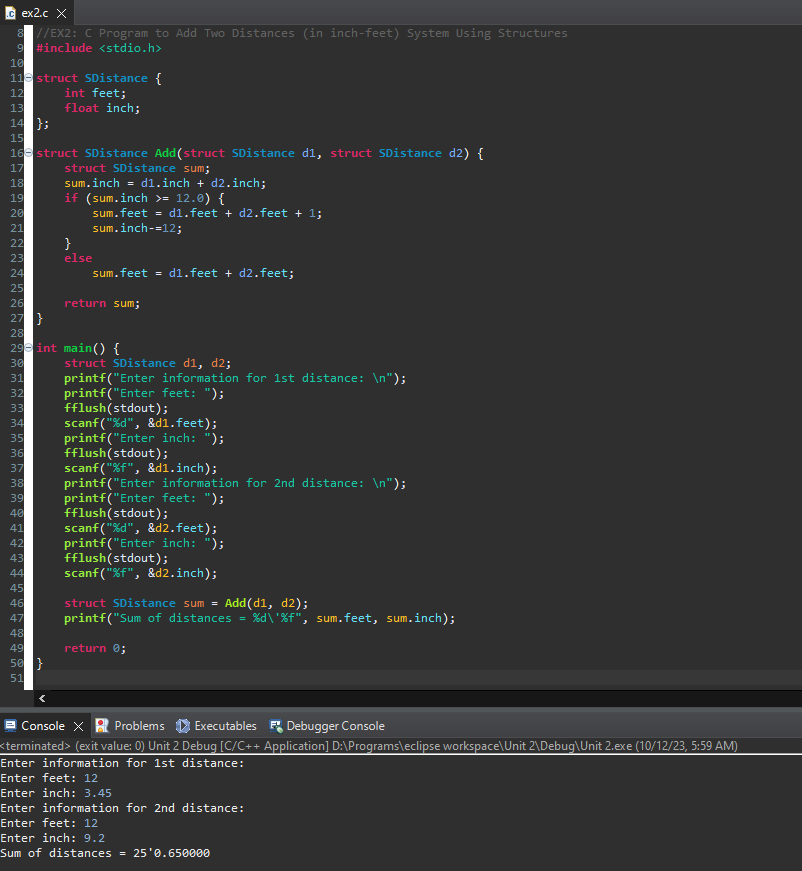 ex2.c
8 //EX2: C Program to Add Two Distances (in inch-feet) System Using Structures
9 #include <stdio.h>
10
11 struct SDistance {
12     int feet;
13     float inch;
14 };
15
16 struct SDistance Add(struct SDistance d1, struct SDistance d2) {
17     struct SDistance sum;
18     sum.inch = d1.inch + d2.inch;
19     if (sum.inch >= 12.0) {
20         sum.feet = d1.feet + d2.feet + 1;
21         sum.inch-=12;
22     }
23     else
24         sum.feet = d1.feet + d2.feet;
25
26     return sum;
27 }
28
29 int main() {
30     struct SDistance d1, d2;
31     printf("Enter information for 1st distance: \n");
32     printf("Enter feet: ");
33     fflush(stdout);
34     scanf("%d", &d1.feet);
35     printf("Enter inch: ");
36     fflush(stdout);
37     scanf("%f", &d1.inch);
38     printf("Enter information for 2nd distance: \n");
39     printf("Enter feet: ");
40     fflush(stdout);
41     scanf("%d", &d2.feet);
42     printf("Enter inch: ");
43     fflush(stdout);
44     scanf("%f", &d2.inch);
45
46     struct SDistance sum = Add(d1, d2);
47     printf("Sum of distances = %d\'%f", sum.feet, sum.inch);
48
49     return 0;
50 }
51
Console Problems Executables Debugger Console
<terminated> (exit value: 0) Unit 2 Debug [C/C++ Application] D:\Programs\eclipse workspace\Unit 2\Debug\Unit 2.exe (10/12/23, 5:59 AM)
Enter information for 1st distance:
Enter feet: 12
Enter inch: 3.45
Enter information for 2nd distance:
Enter feet: 12
Enter inch: 9.2
Sum of distances = 25'0.650000